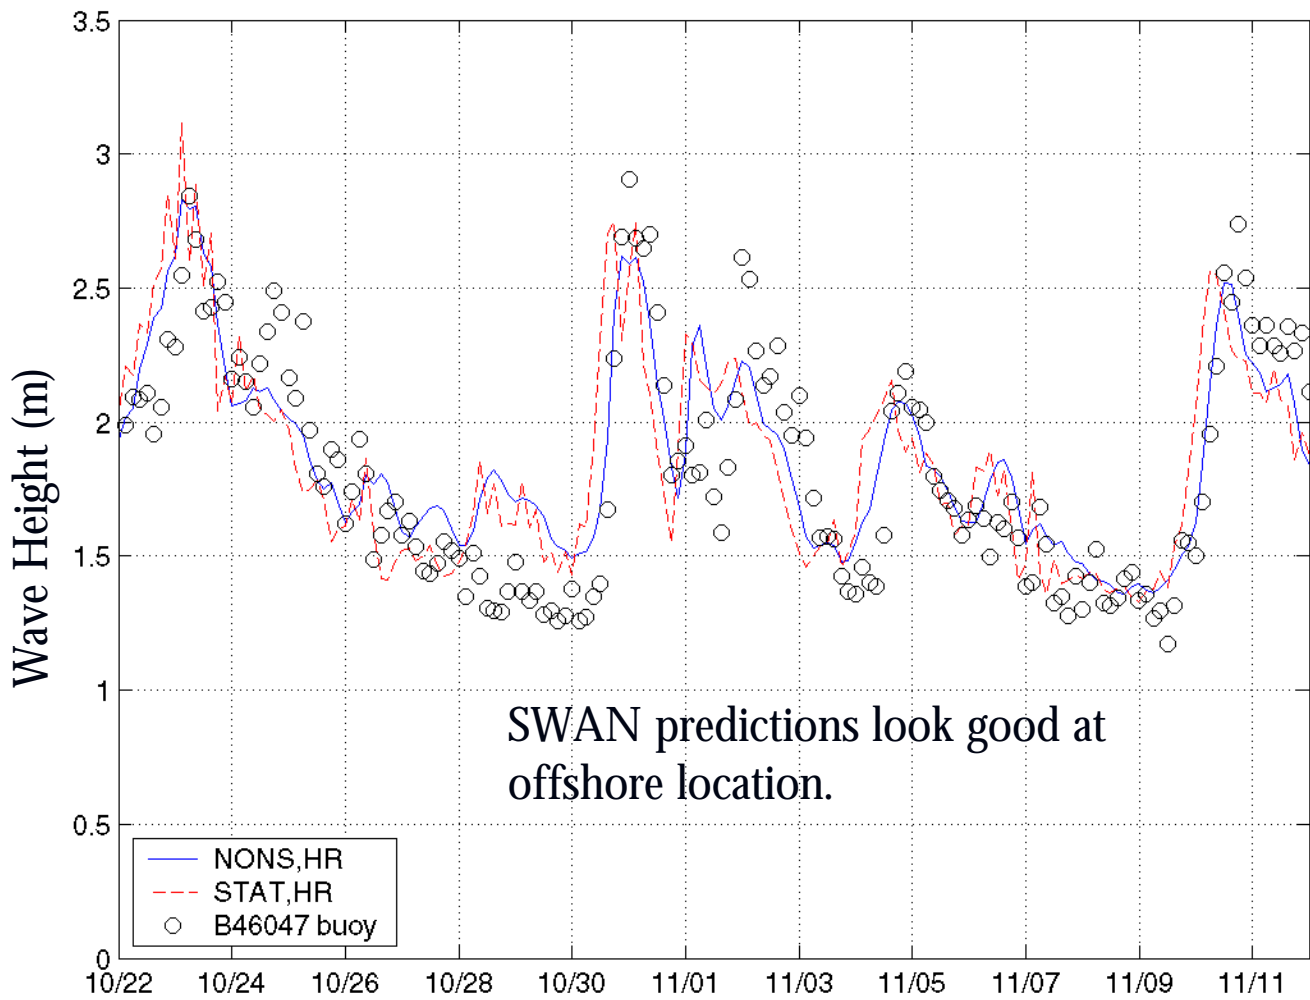 3.5
3
2.5
2
1.5
1
0.5
0
Wave Height (m)
SWAN predictions look good at
offshore location.
NONS,HR
STAT,HR
B46047 buoy
10/22 10/24 10/26 10/28 10/30 11/01 11/03 11/05 11/07 11/09 11/11